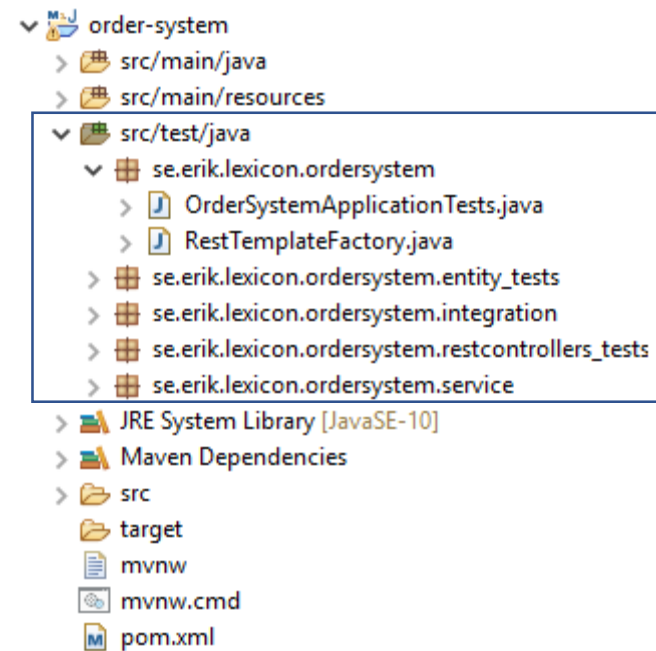 order-system
src/main/java
src/main/resources
src/test/java
se.erik.lexicon.ordersystem
OrderSystemApplicationTests.java
RestTemplateFactory.java
se.erik.lexicon.ordersystem.entity_tests
se.erik.lexicon.ordersystem.integration
se.erik.lexicon.ordersystem.restcontrollers_tests
se.erik.lexicon.ordersystem.service
JRE System Library [JavaSE-10]
Maven Dependencies
src
target
mvnw
mvnw.cmd
pom.xml